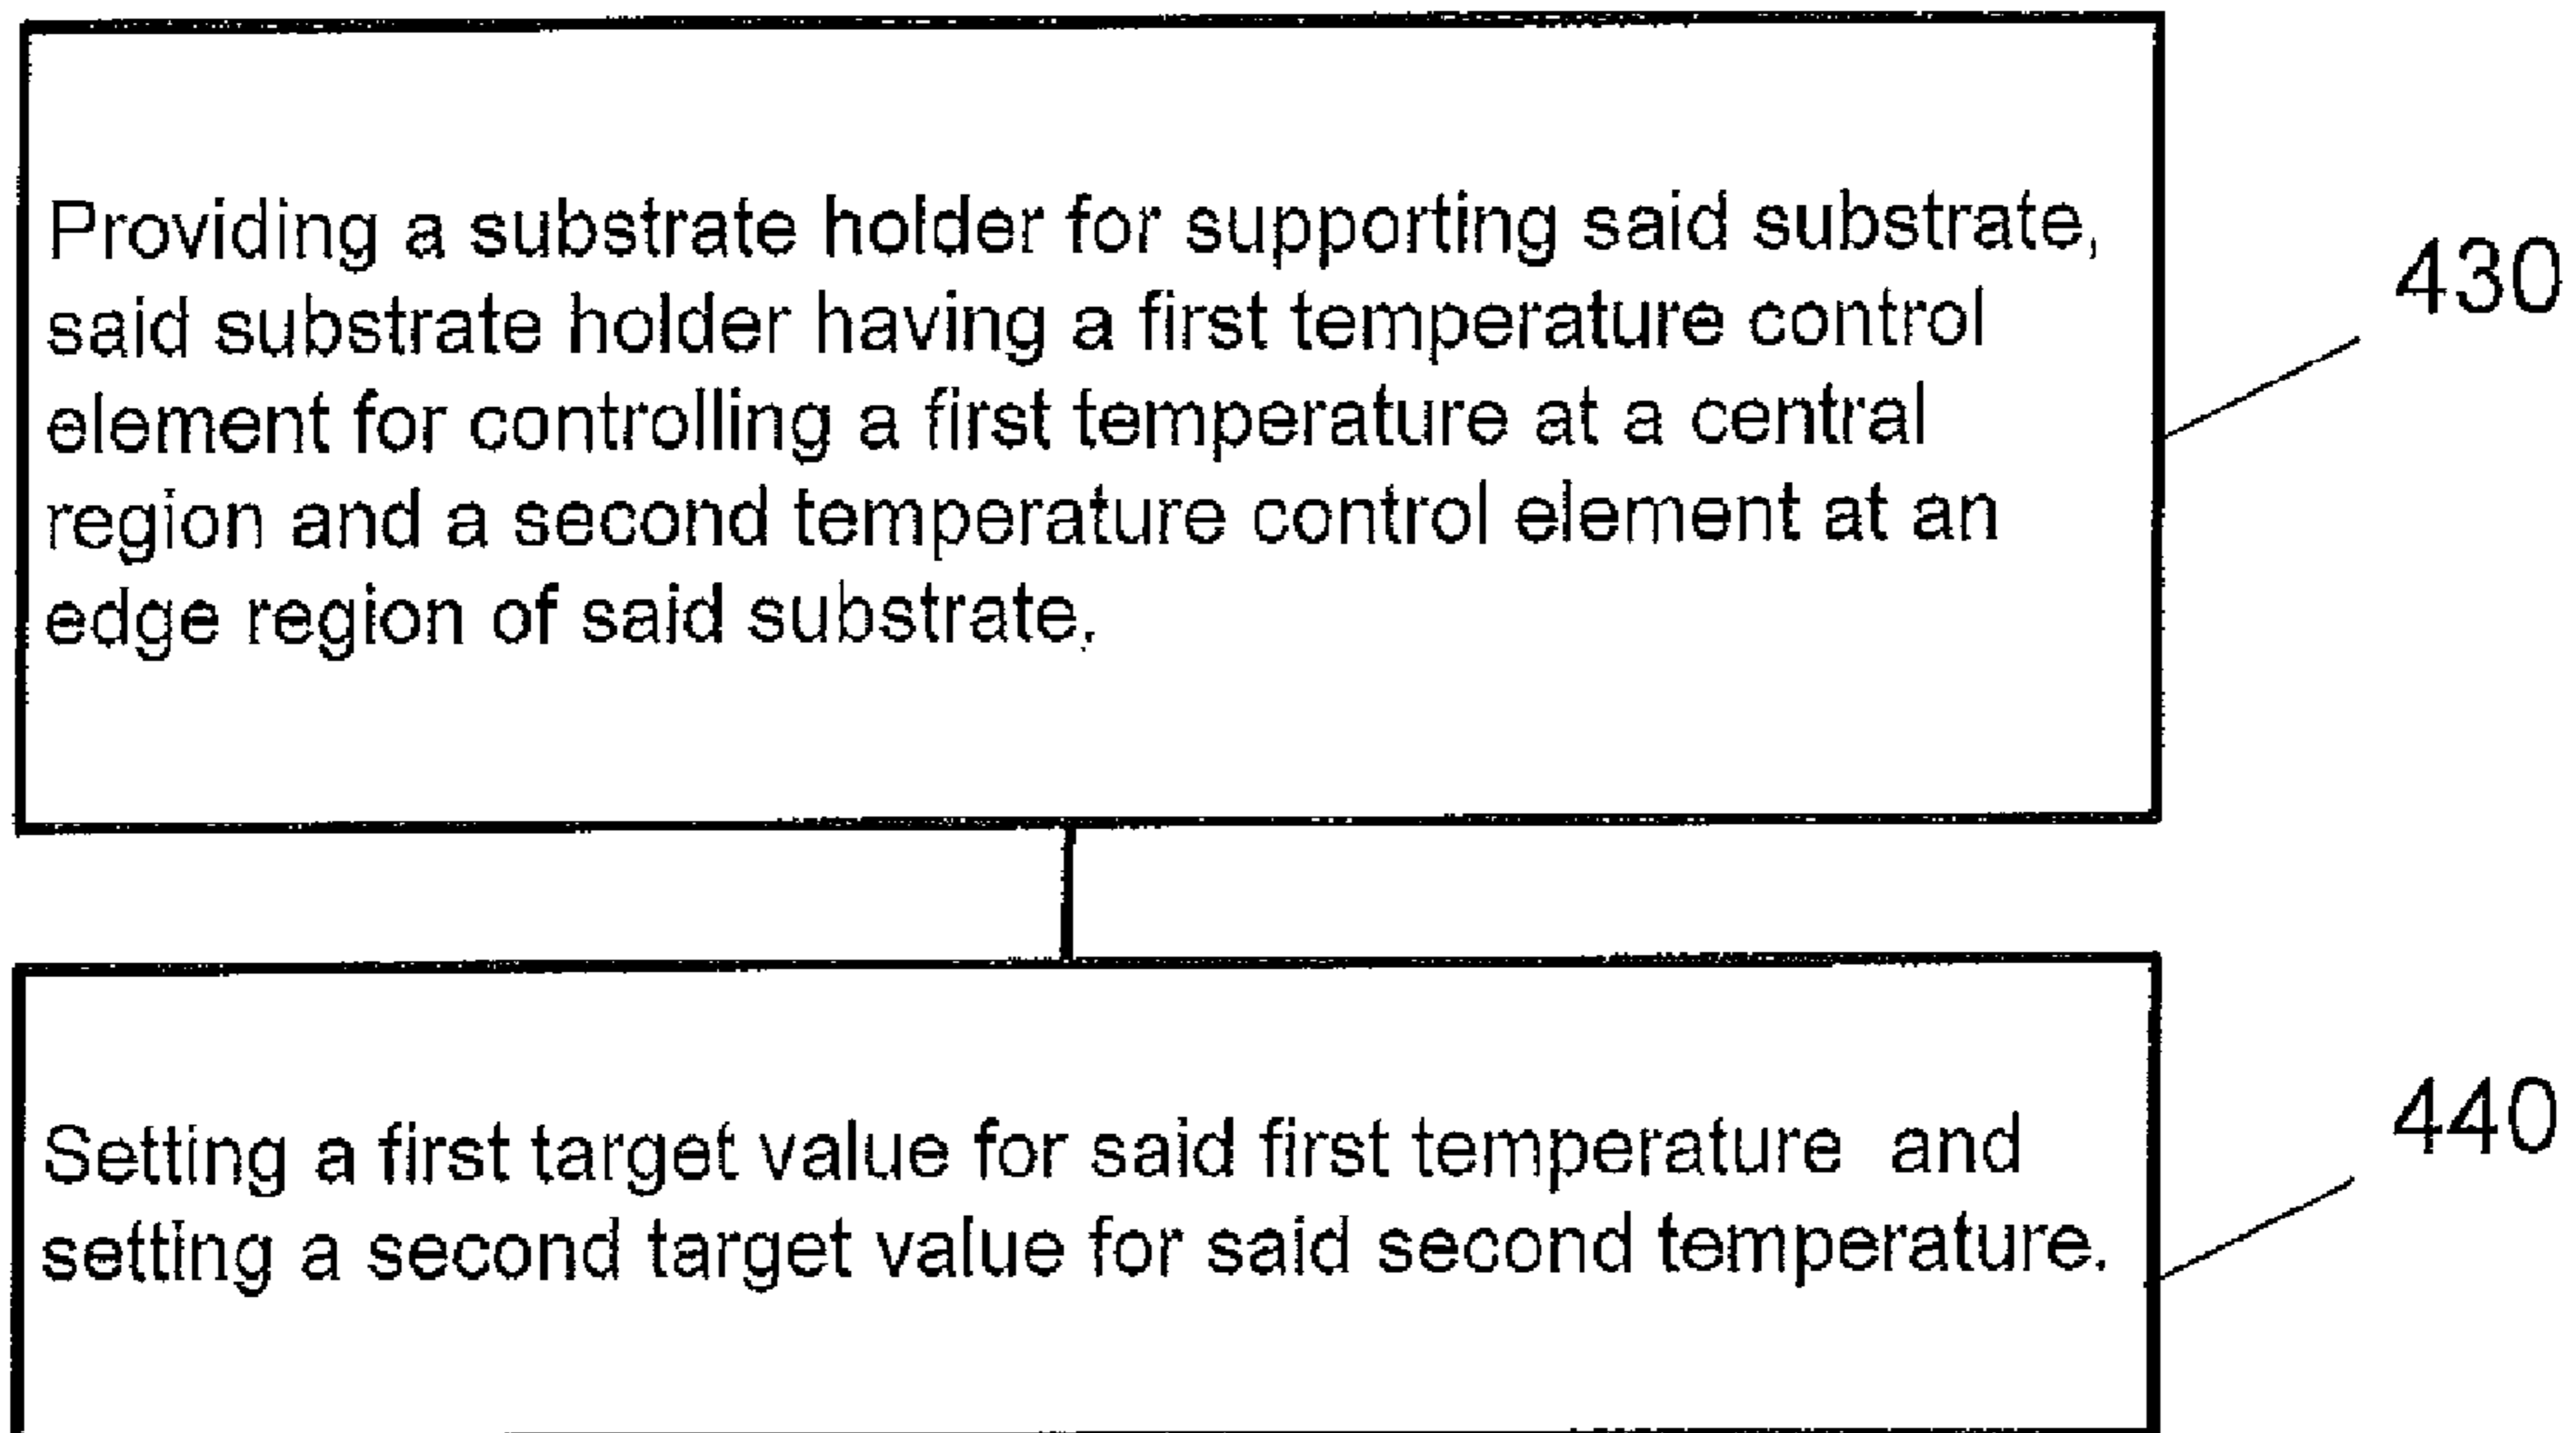 Providing a substrate holder for supporting said substrate,
said substrate holder having a first temperature control
element for controlling a first temperature at a central
region and a second temperature control element at an
edge region of said substrate.
430
Setting a first target value for said first temperature and
setting a second target value for said second temperature.
440